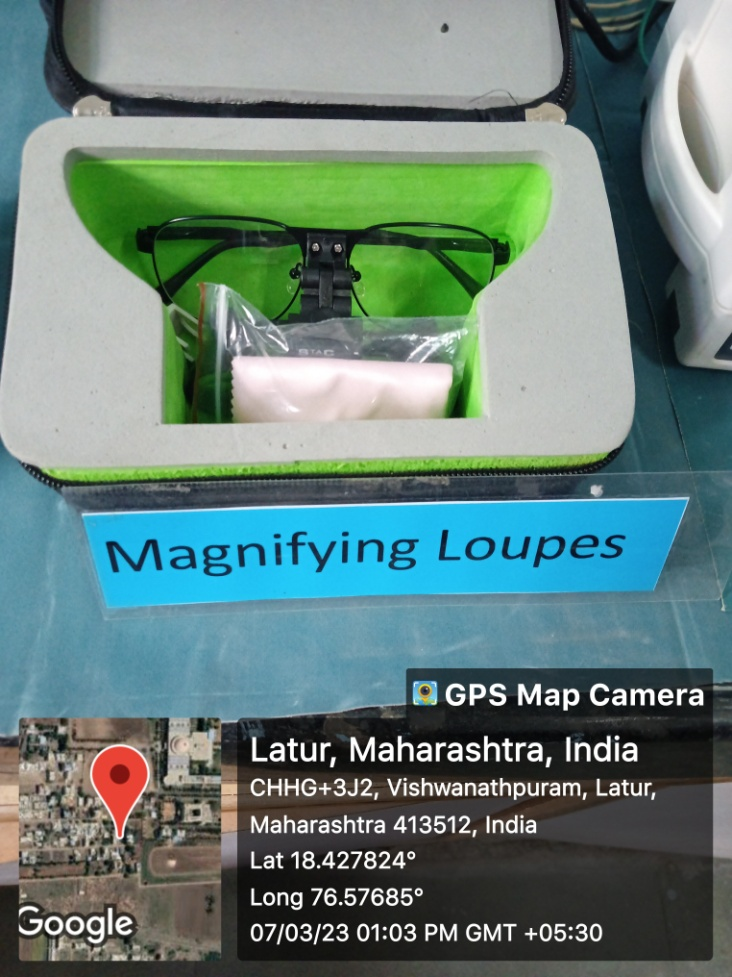 Magnifying Loupes
GPS Map Camera
Latur, Maharashtra, India
CHHG+3J2, Vishwanathpuram, Latur,
Maharashtra 413512, India
Lat 18.427824°
Long 76.57685°
07/03/23 01:03 PM GMT +05:30
Google